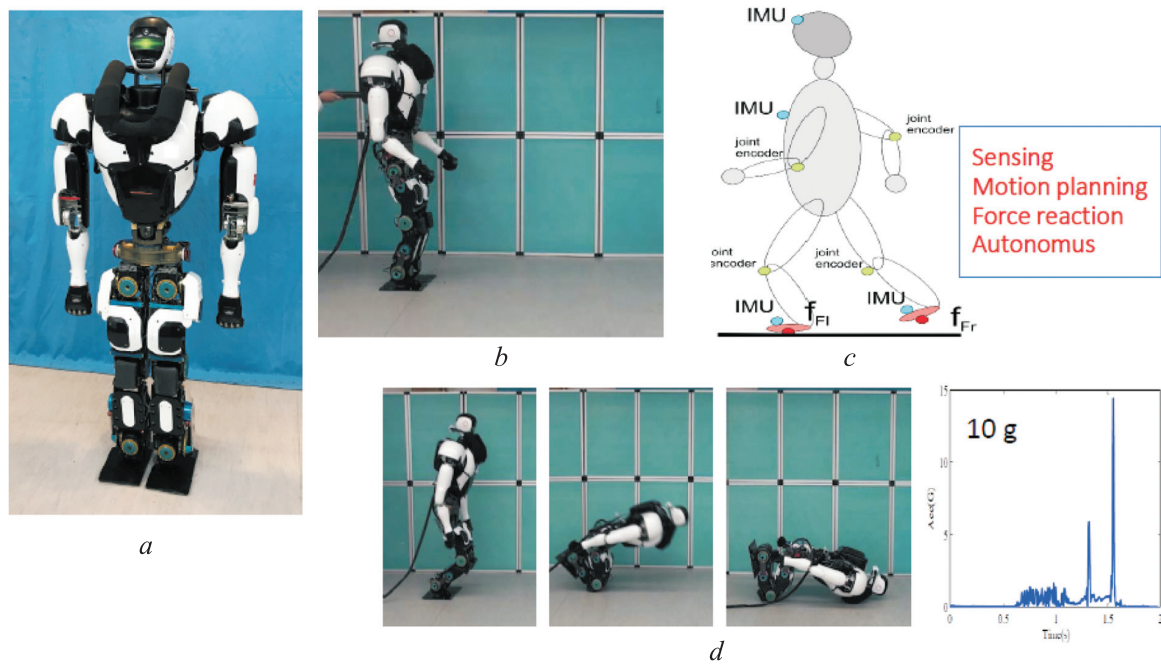 IMU
IMU
joint
encoder
joint
encoder
Sensing
Motion planning
Force reaction
Autonomus
joint
encoder
joint
encoder
IMU
fFl
IMU
fFr
a
b
c
15
10 g
10
Acc(G)
5
0
0
0.5
1
1.5
2
Time(s)
d